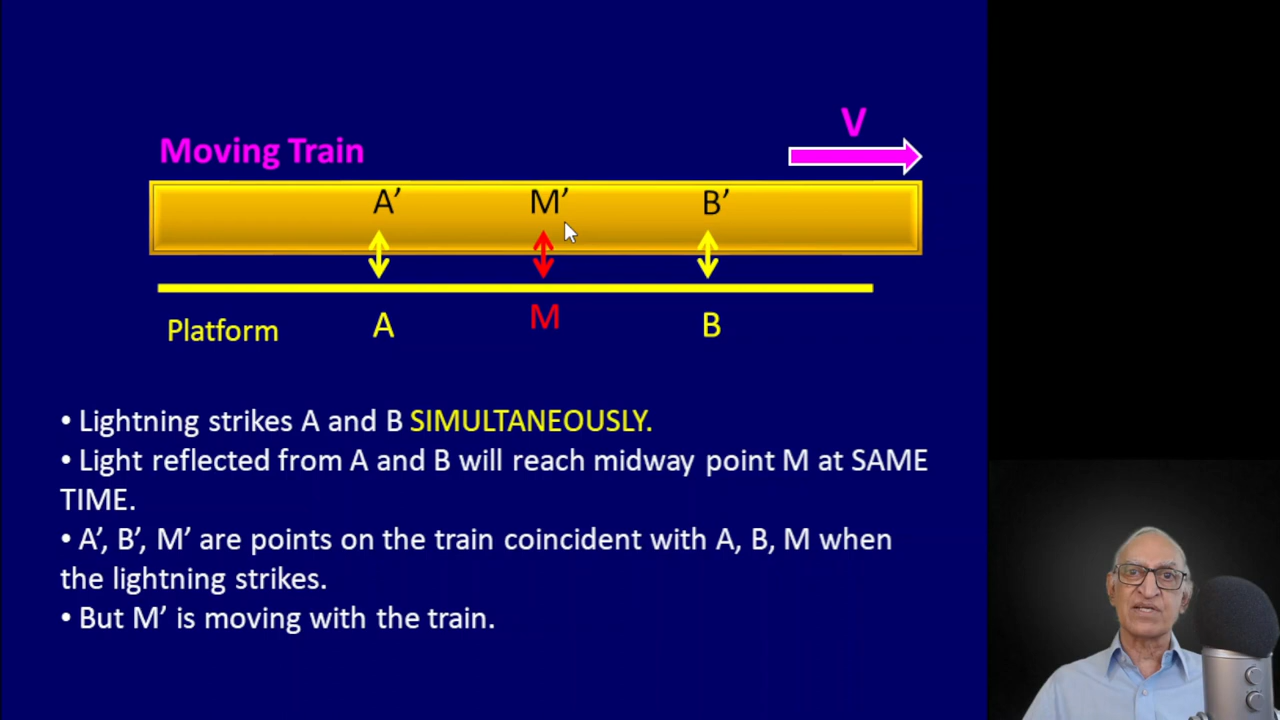 V
Moving Train
A’ M’ B’
Platform A M B
• Lightning strikes A and B SIMULTANEOUSLY.
• Light reflected from A and B will reach midway point M at SAME
TIME.
• A’, B’, M’ are points on the train coincident with A, B, M when
the lightning strikes.
• But M’ is moving with the train.